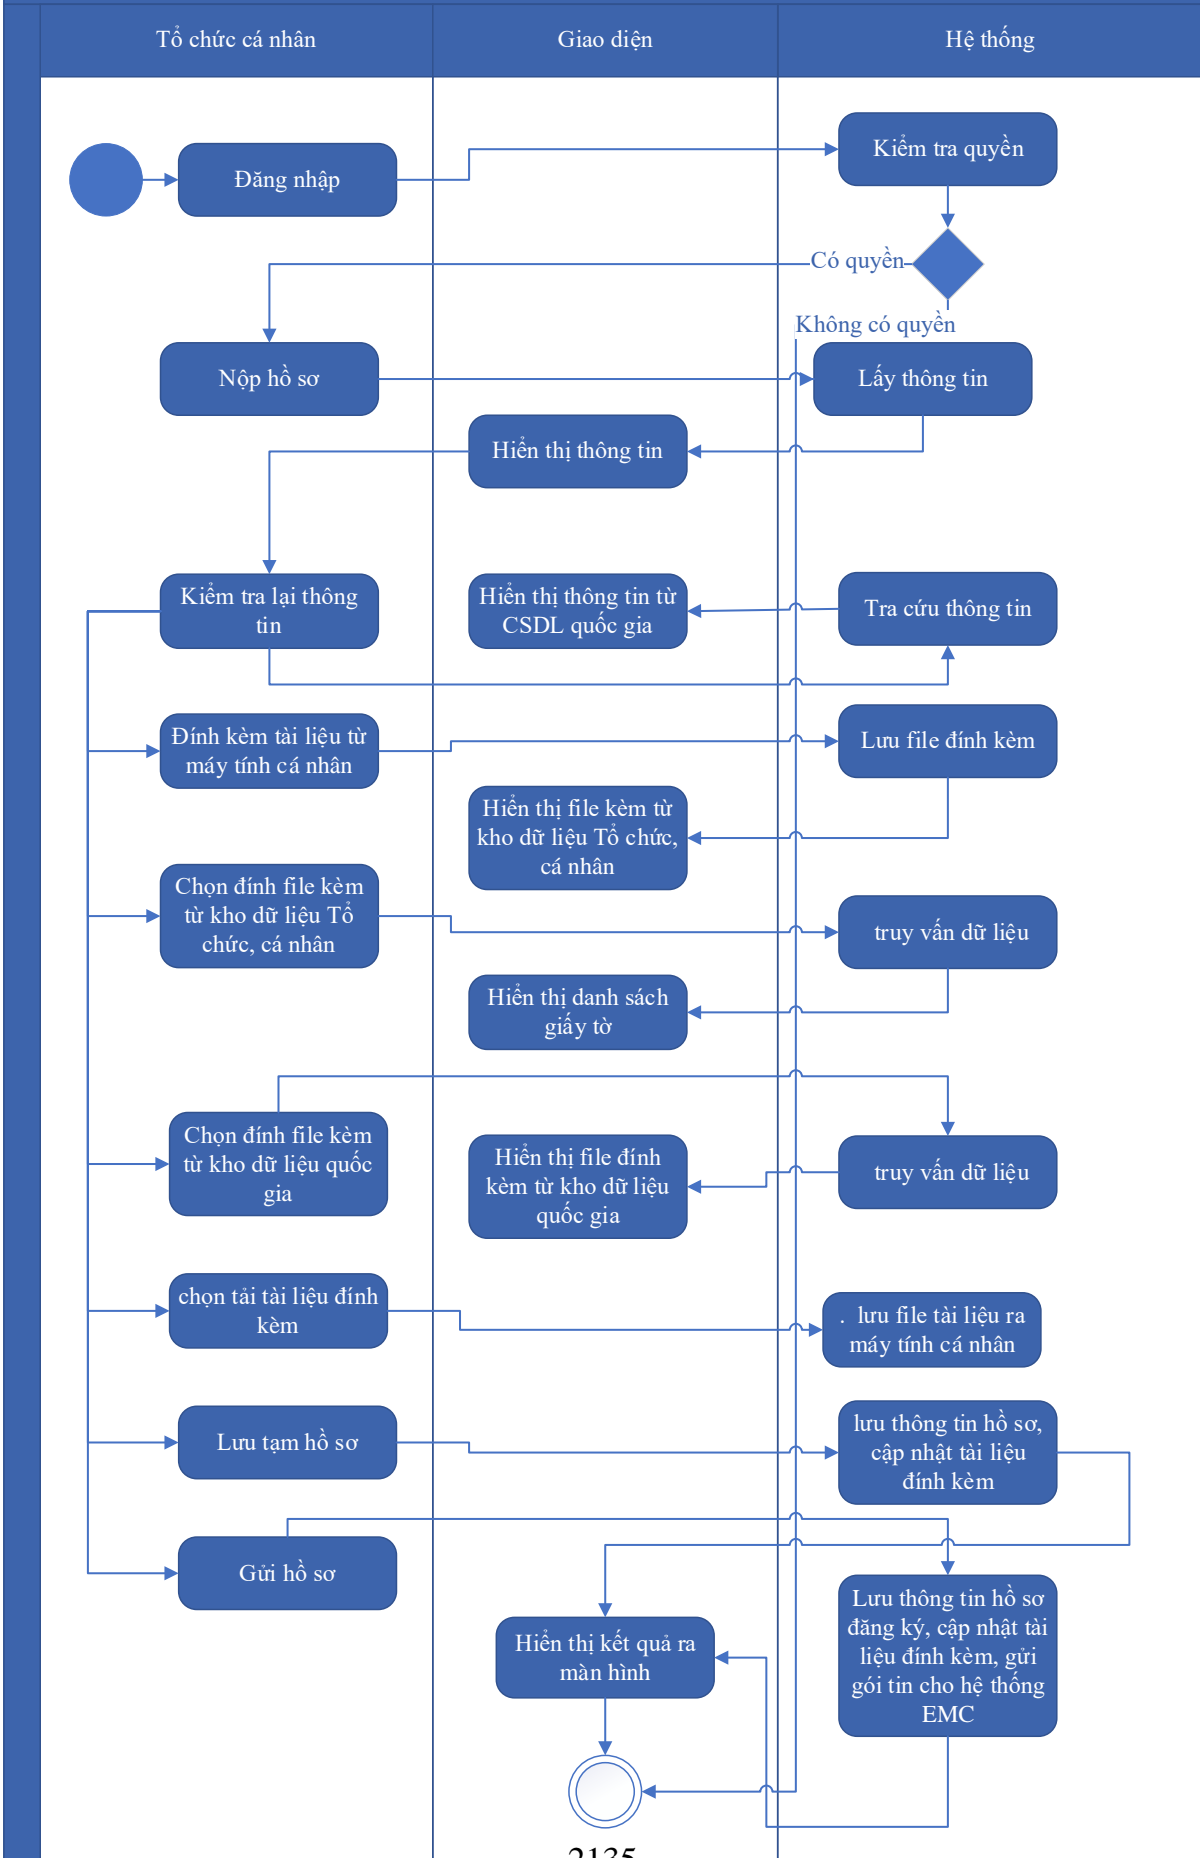 Tổ chức cá nhân
Giao diện
Hệ thống
Kiểm tra quyền
Đăng nhập
Có quyền
Không có quyền
Nộp hồ sơ
Lấy thông tin
Hiển thị thông tin
Kiểm tra lại thông
tin
Hiển thị thông tin từ
CSDL quốc gia
Tra cứu thông tin
Đính kèm tài liệu từ
máy tính cá nhân
Lưu file đính kèm
Hiển thị file kèm từ
kho dữ liệu Tổ chức,
cá nhân
Chọn đính file kèm
từ kho dữ liệu Tổ
chức, cá nhân
truy vấn dữ liệu
Hiển thị danh sách
giấy tờ
Chọn đính file kèm
từ kho dữ liệu quốc
gia
Hiển thị file đính
kèm từ kho dữ liệu
quốc gia
truy vấn dữ liệu
chọn tải tài liệu đính
kèm
. lưu file tài liệu ra
máy tính cá nhân
Lưu tạm hồ sơ
lưu thông tin hồ sơ,
cập nhật tài liệu
đính kèm
Gửi hồ sơ
Lưu thông tin hồ sơ
đăng ký, cập nhật tài
liệu đính kèm, gửi
gói tin cho hệ thống
EMC
Hiển thị kết quả ra
màn hình
2135